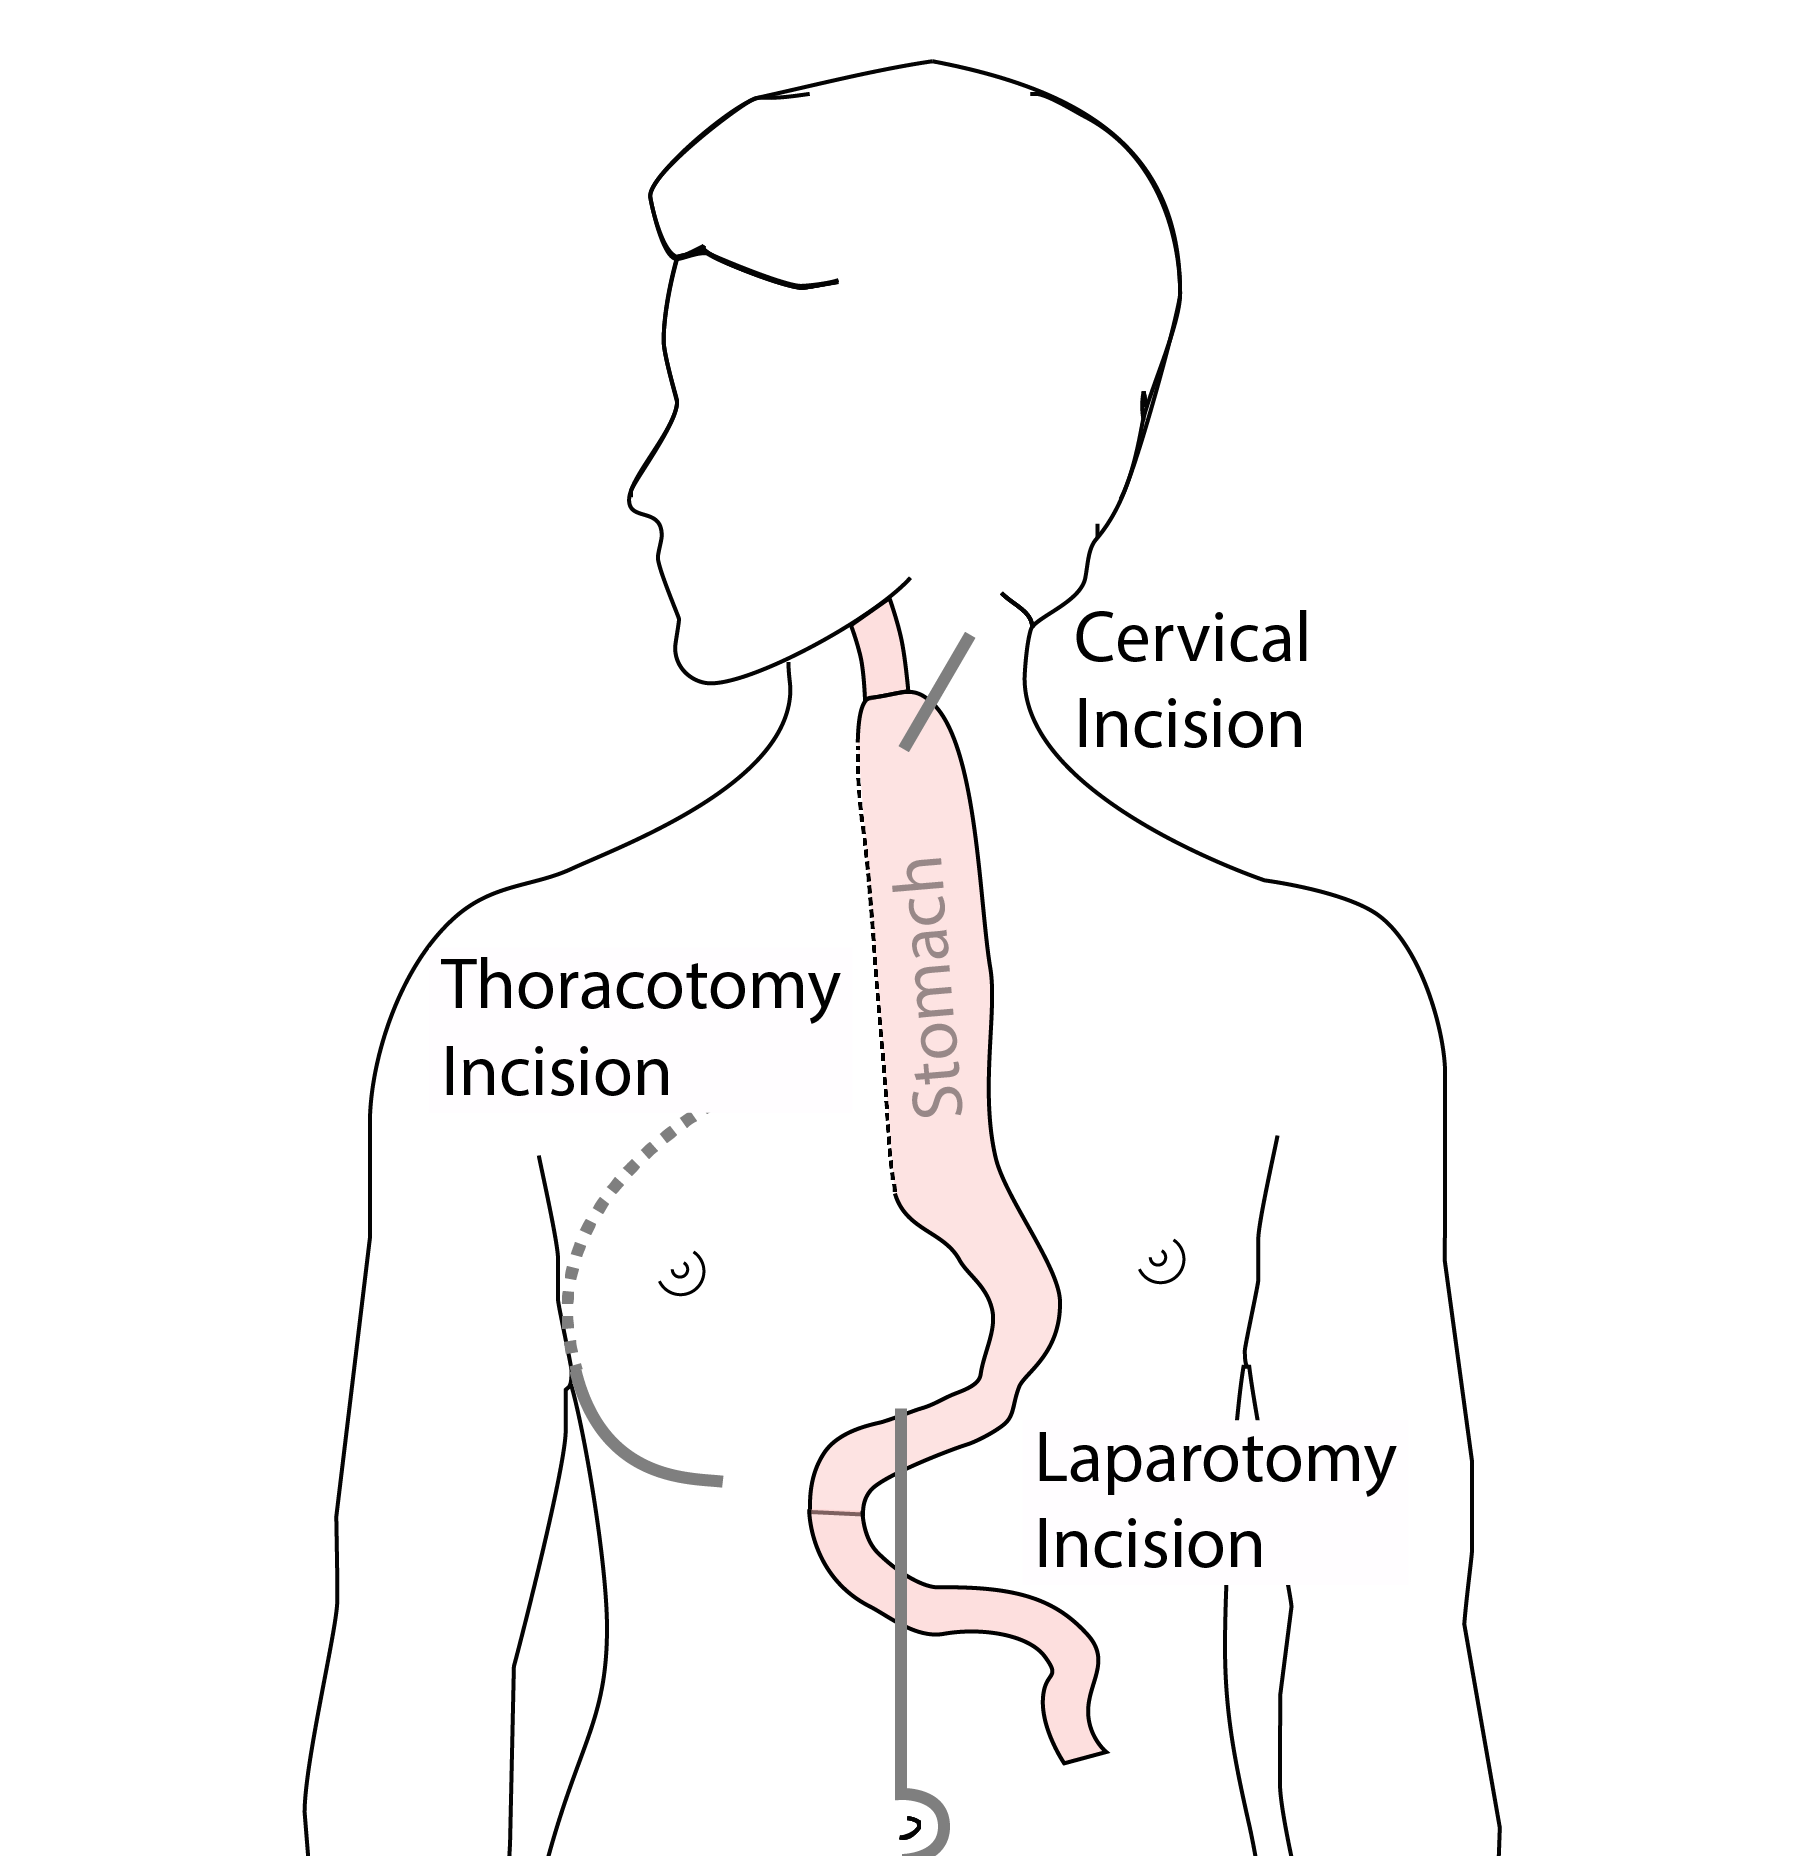 Cervical
Incision
Stomach
Thoracotomy
Incision
Laparotomy
Incision